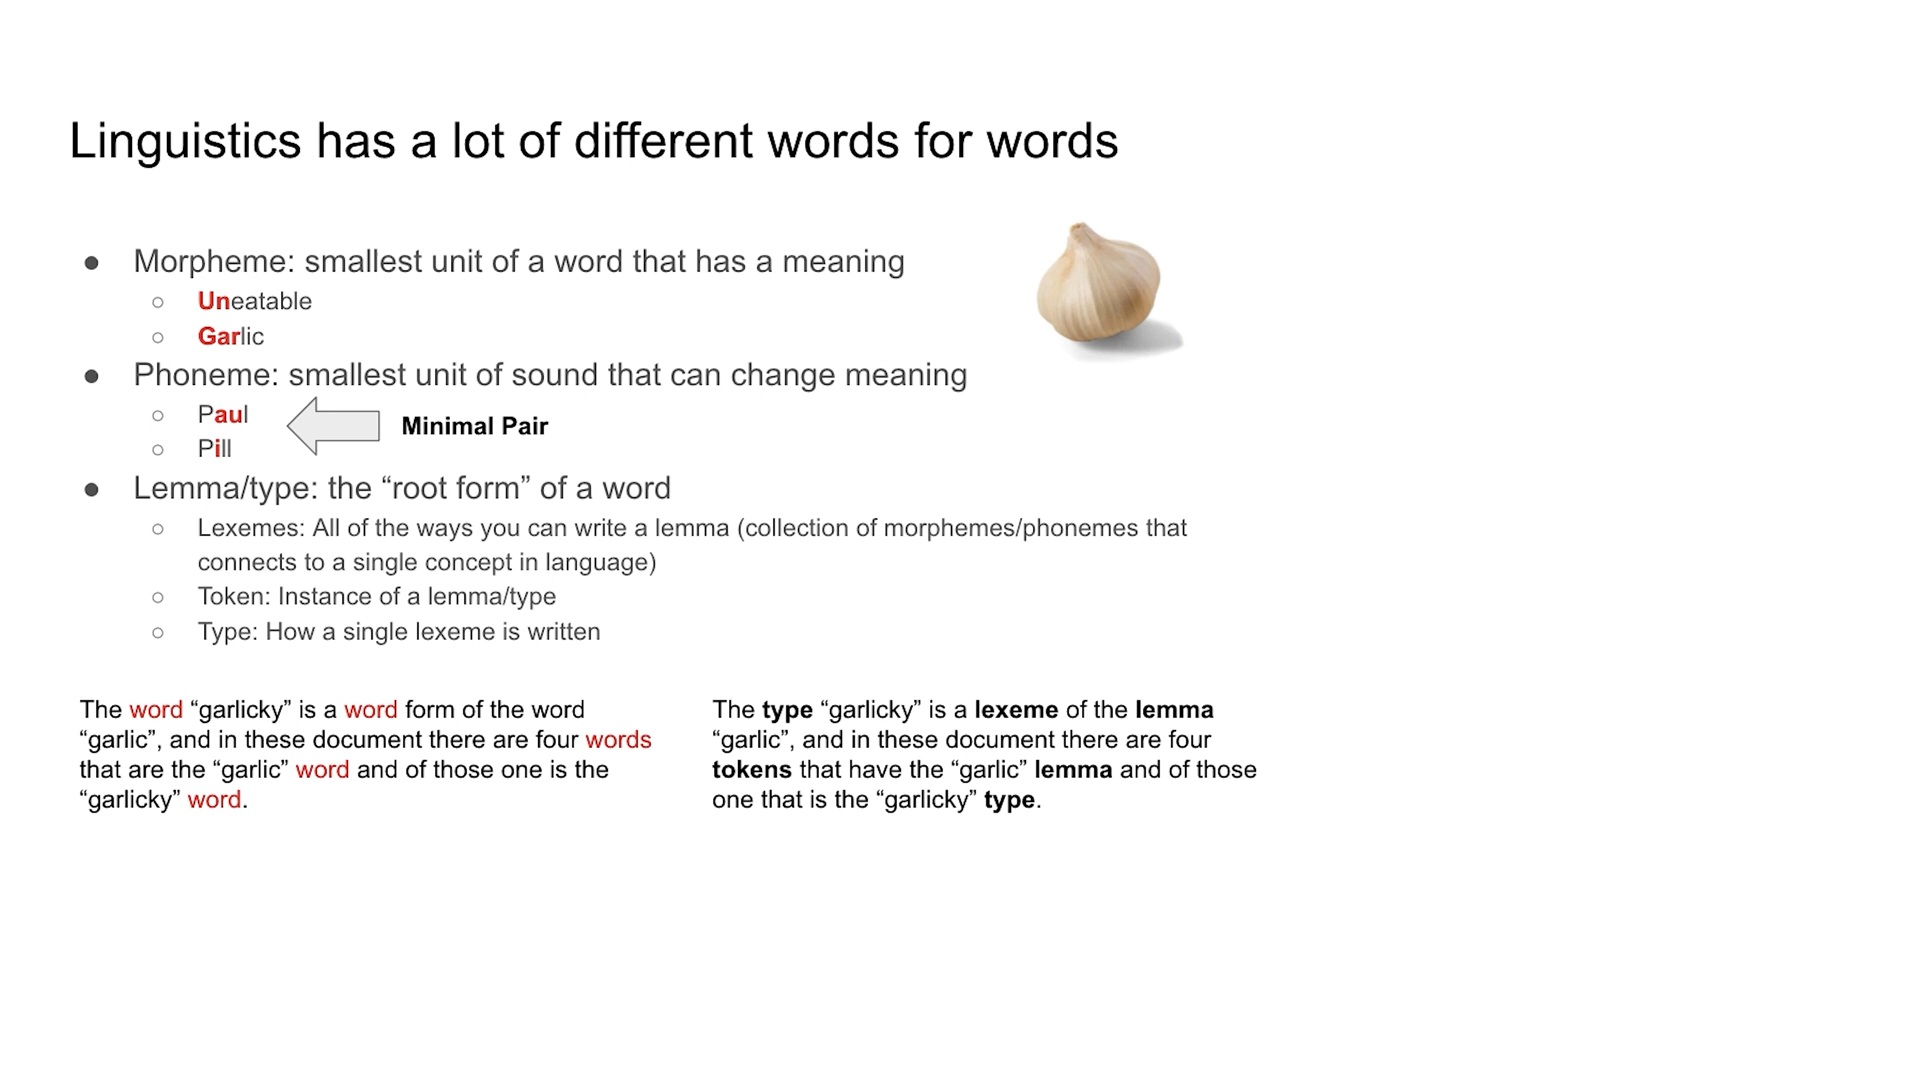 Linguistics has a lot of different words for words
● Morpheme: smallest unit of a word that has a meaning
○ Uneatable
○ Garlic
● Phoneme: smallest unit of sound that can change meaning
○ Paul
○ Pill
Minimal Pair
● Lemma/type: the “root form” of a word
○ Lexemes: All of the ways you can write a lemma (collection of morphemes/phonemes that
connects to a single concept in language)
○ Token: Instance of a lemma/type
○ Type: How a single lexeme is written
The word “garlicky” is a word form of the word
“garlic”, and in these document there are four words
that are the “garlic” word and of those one is the
“garlicky” word.
The type “garlicky” is a lexeme of the lemma
“garlic”, and in these document there are four
tokens that have the “garlic” lemma and of those
one that is the “garlicky” type.